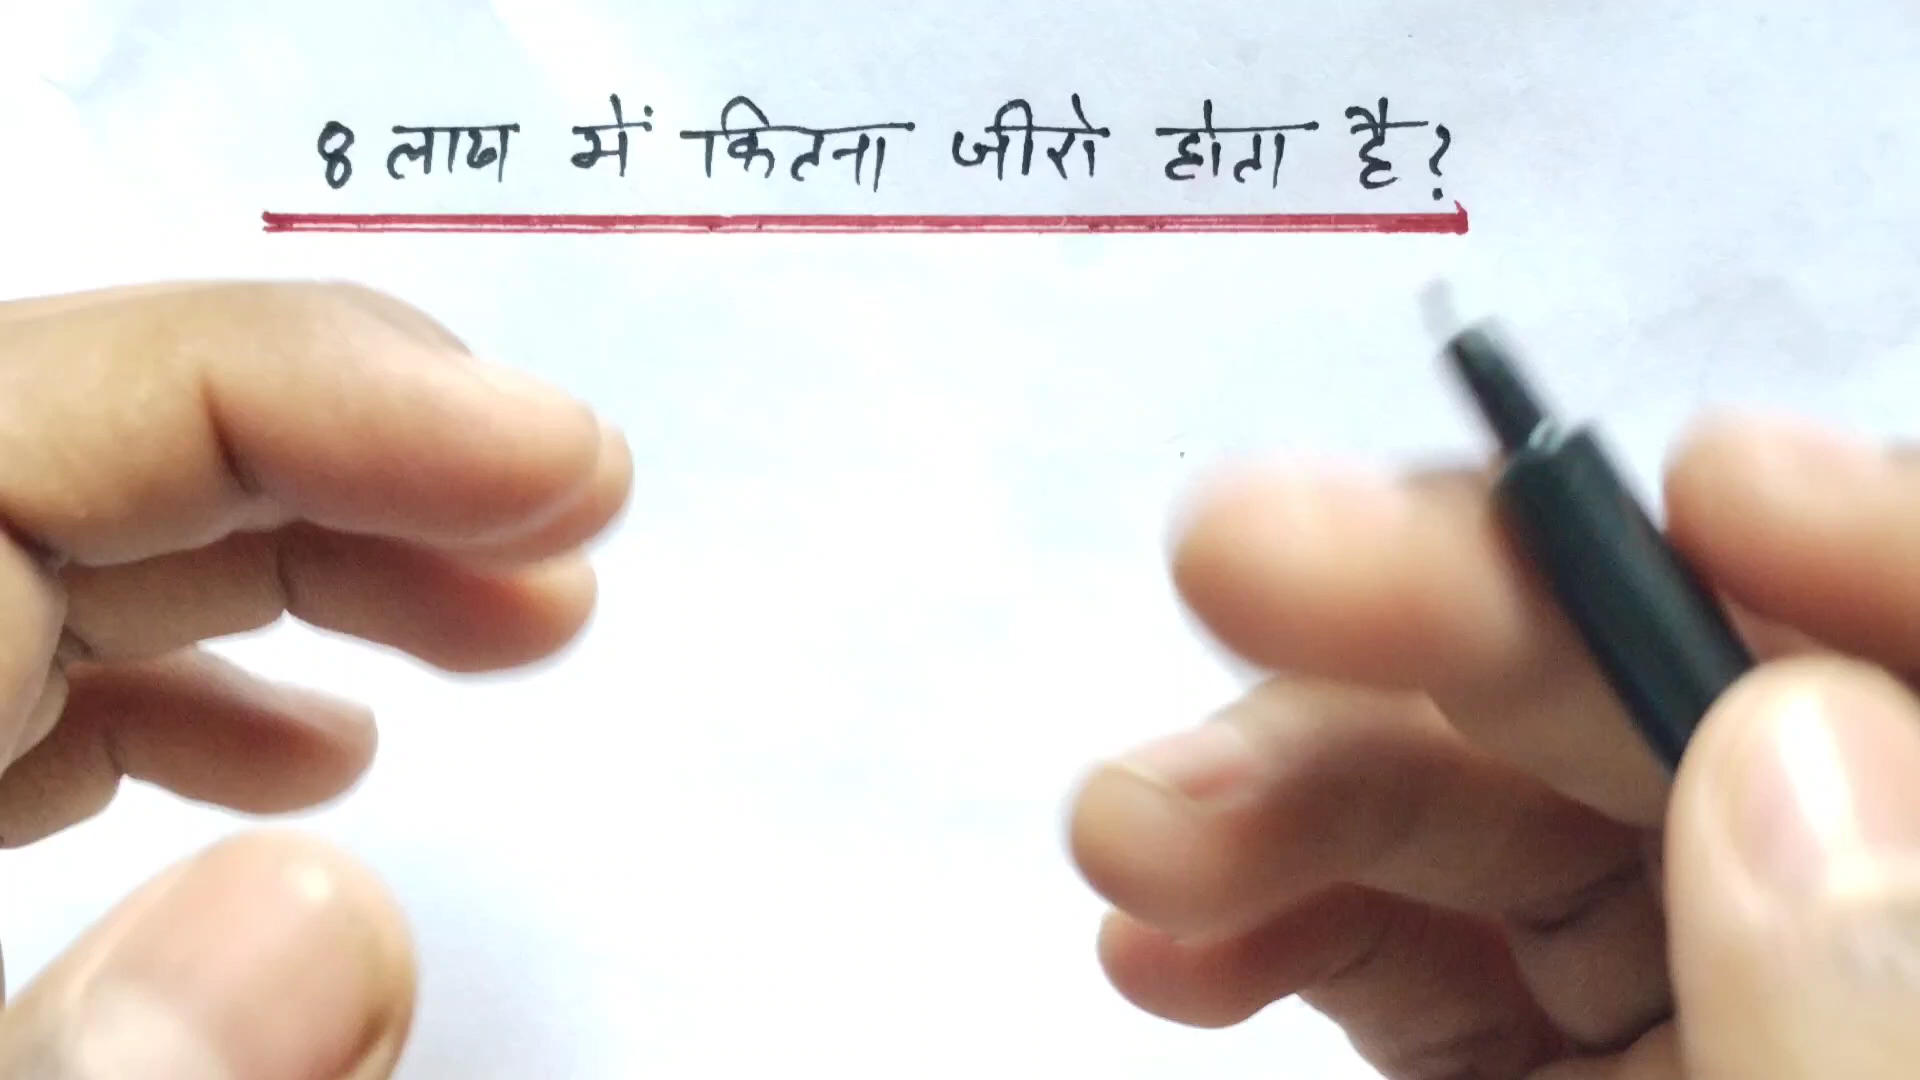 8 लाख में कितना जीरो होता है?